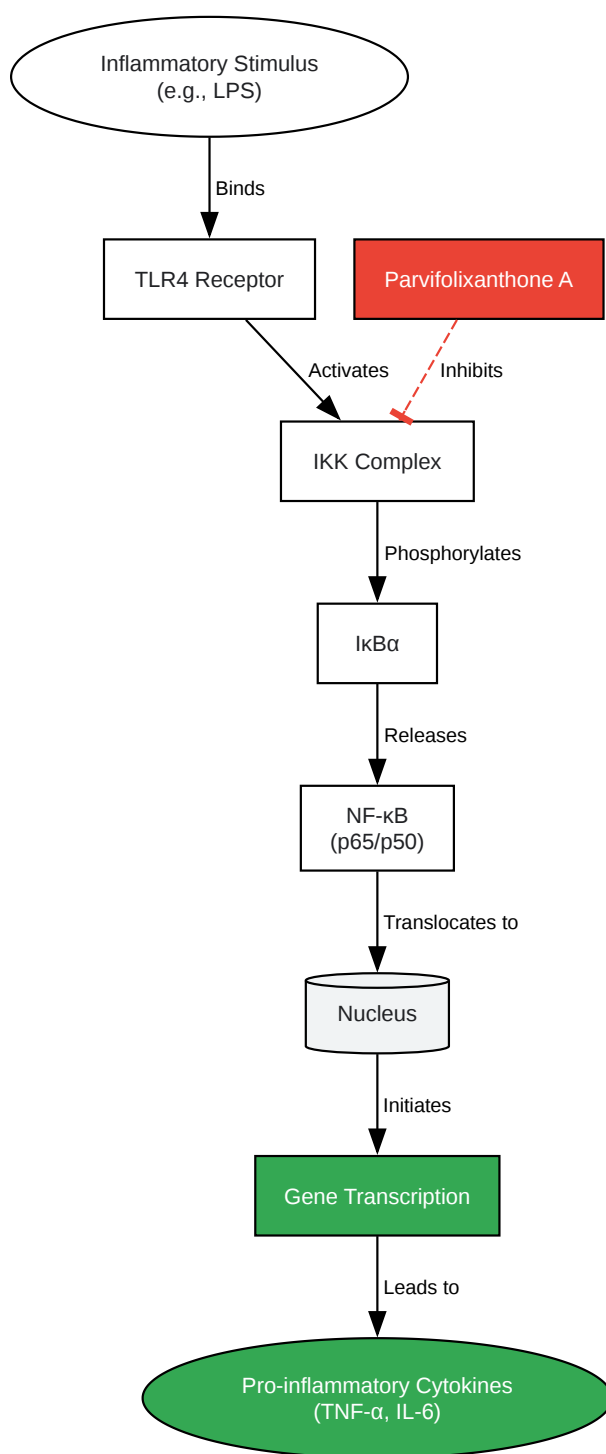 Inflammatory Stimulus
(e.g., LPS)
Binds
TLR4 Receptor
Parvifolixanthone A
Activates
Inhibits
IKK Complex
Phosphorylates
IκBα
Releases
NF-κB
(p65/p50)
Translocates to
Nucleus
Initiates
Gene Transcription
Leads to
Pro-inflammatory Cytokines
(TNF-α, IL-6)